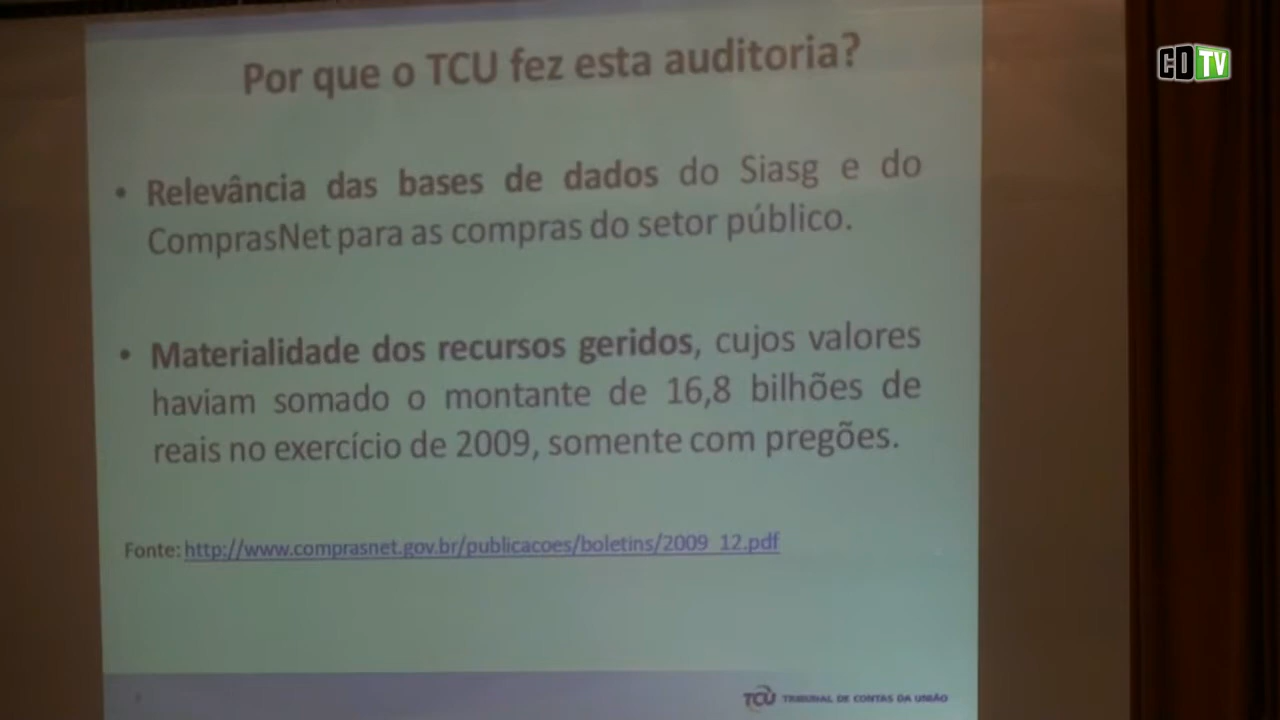 CDTV
Por que o TCU fez esta auditoria?
• Relevância das bases de dados do Siasg e do
ComprasNet para as compras do setor público.
• Materialidade dos recursos geridos, cujos valores
haviam somado o montante de 16,8 bilhões de
reais no exercício de 2009, somente com pregões.
Fonte: http://www.comprasnet.gov.br/publicacoes/boletins/2009_12.pdf
TCU TRIBUNAL DE CONTAS DA UNIÃO